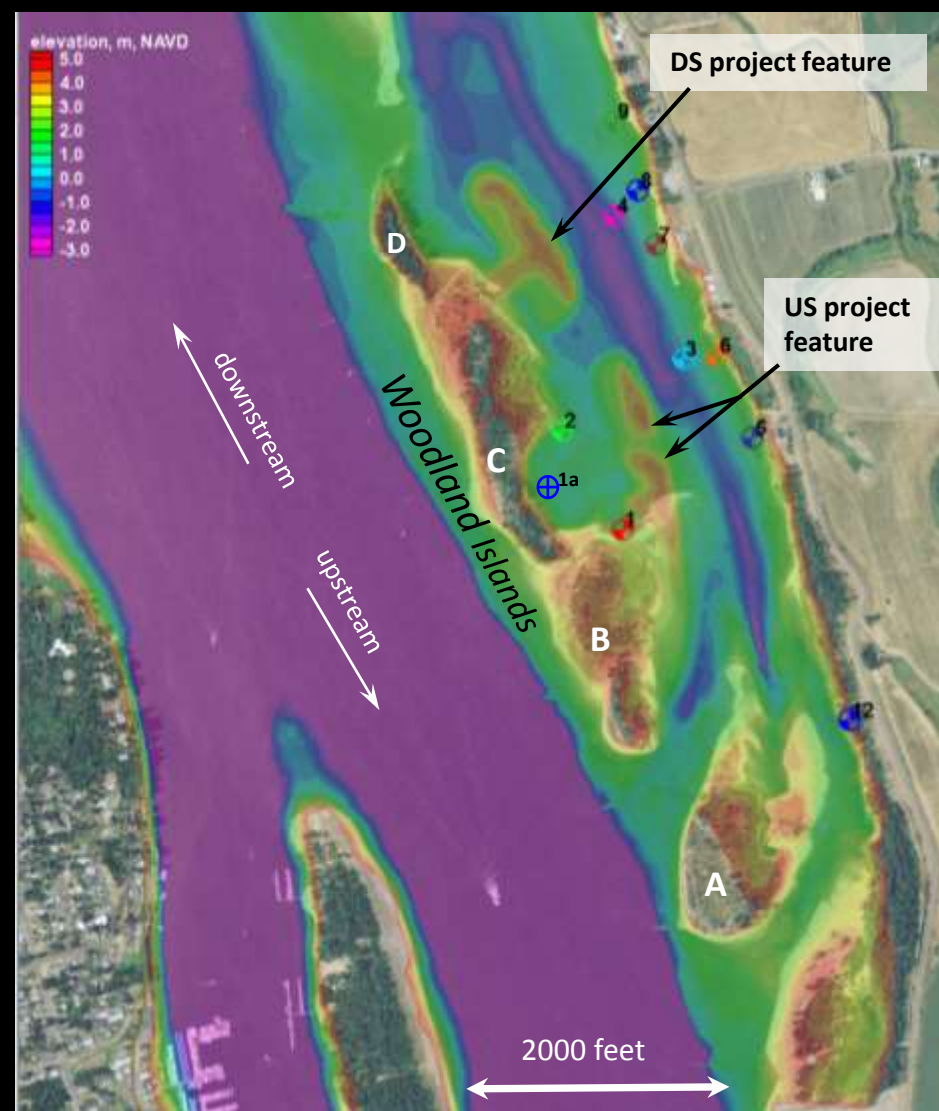 elevation, m, NAVD
5.0
4.0
3.0
2.0
1.0
0.0
-1.0
-2.0
-3.0
DS project feature
9
8
4
7
D
US project
feature
3
6
downstream
Woodland Islands
2
5
C
1a
1
upstream
B
12
A
2000 feet